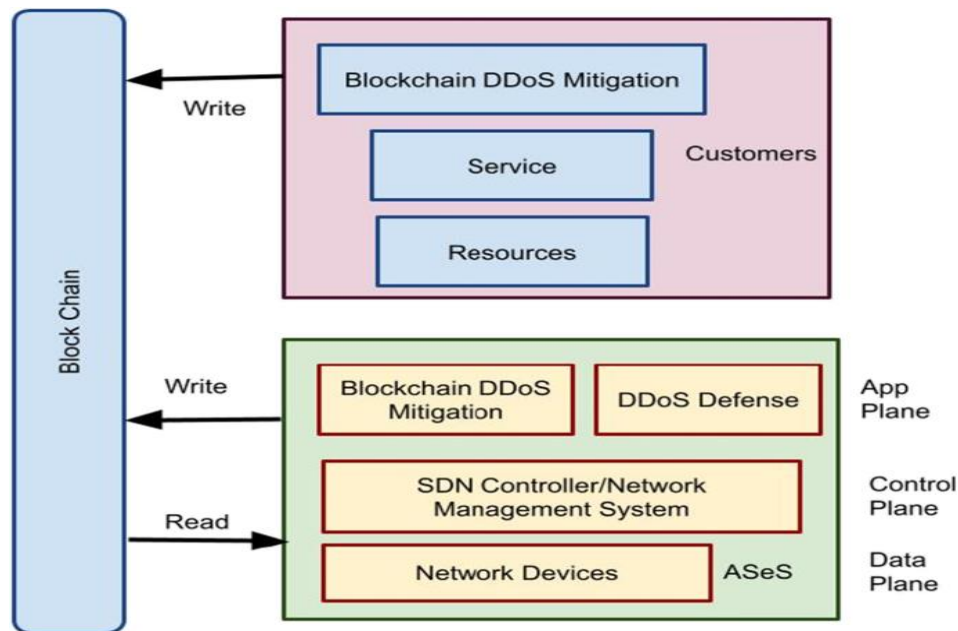 Block Chain
Write
Blockchain DDoS Mitigation
Service
Customers
Resources
Write
Read
Blockchain DDoS
Mitigation
DDoS Defense
App
Plane
SDN Controller/Network
Management System
Control
Plane
Network Devices
ASeS
Data
Plane